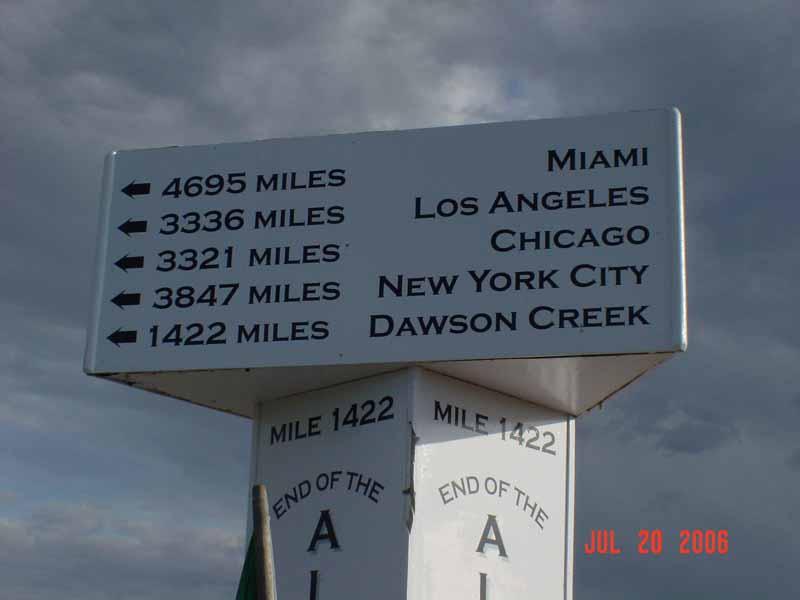 4695 MILES MIAMI
3336 MILES LOS ANGELES
3321 MILES CHICAGO
3847 MILES NEW YORK CITY
1422 MILES DAWSON CREEK
MILE 1422
END OF THE
A
MILE 1422
END OF THE
A
JUL 20 2006